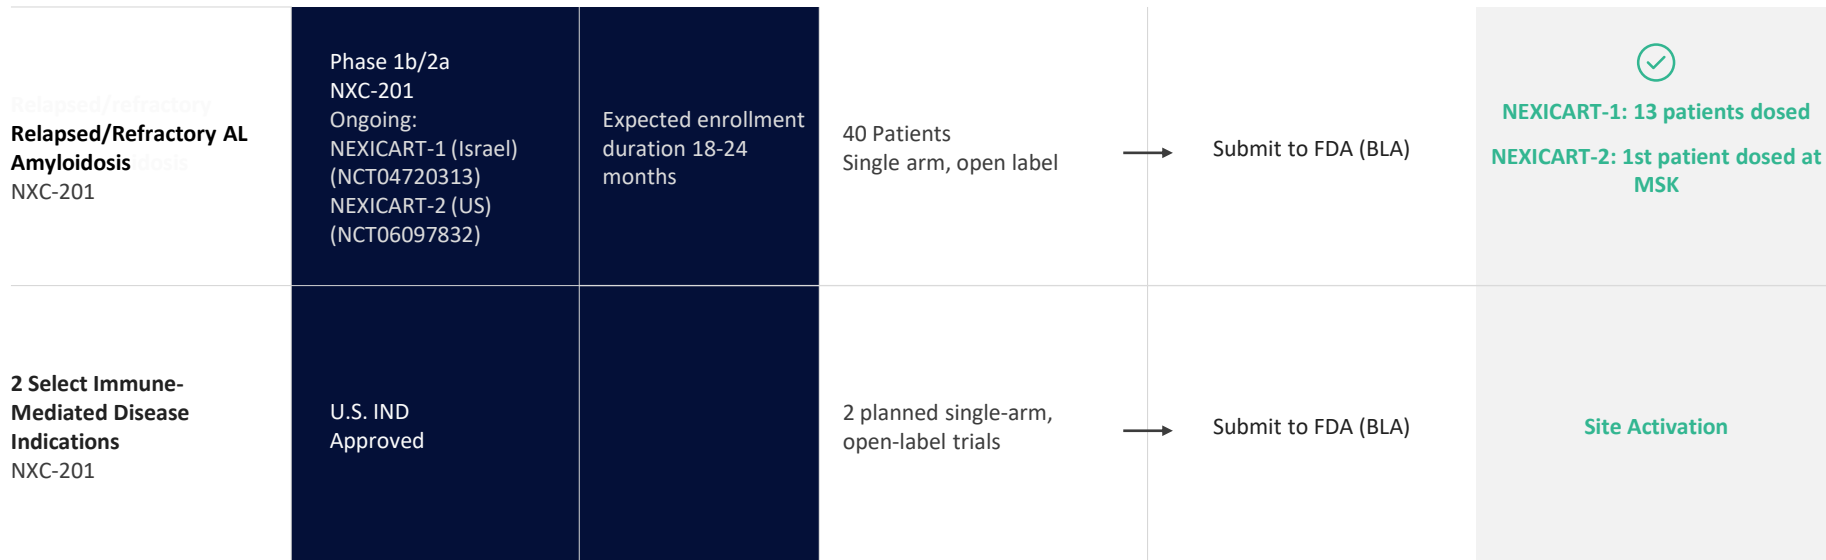 Relapsed/refractory
Relapsed/Refractory AL
Amyloidosis
NXC-201
Phase 1b/2a
NXC-201
Ongoing:
NEXICART-1 (Israel)
(NCT04720313)
NEXICART-2 (US)
(NCT06097832)
Expected enrollment
duration 18-24
months
40 Patients
Single arm, open label
Submit to FDA (BLA)
NEXICART-1: 13 patients dosed
NEXICART-2: 1st patient dosed at
MSK
2 Select Immune-
Mediated Disease
Indications
NXC-201
U.S. IND
Approved
2 planned single-arm,
open-label trials
Submit to FDA (BLA)
Site Activation